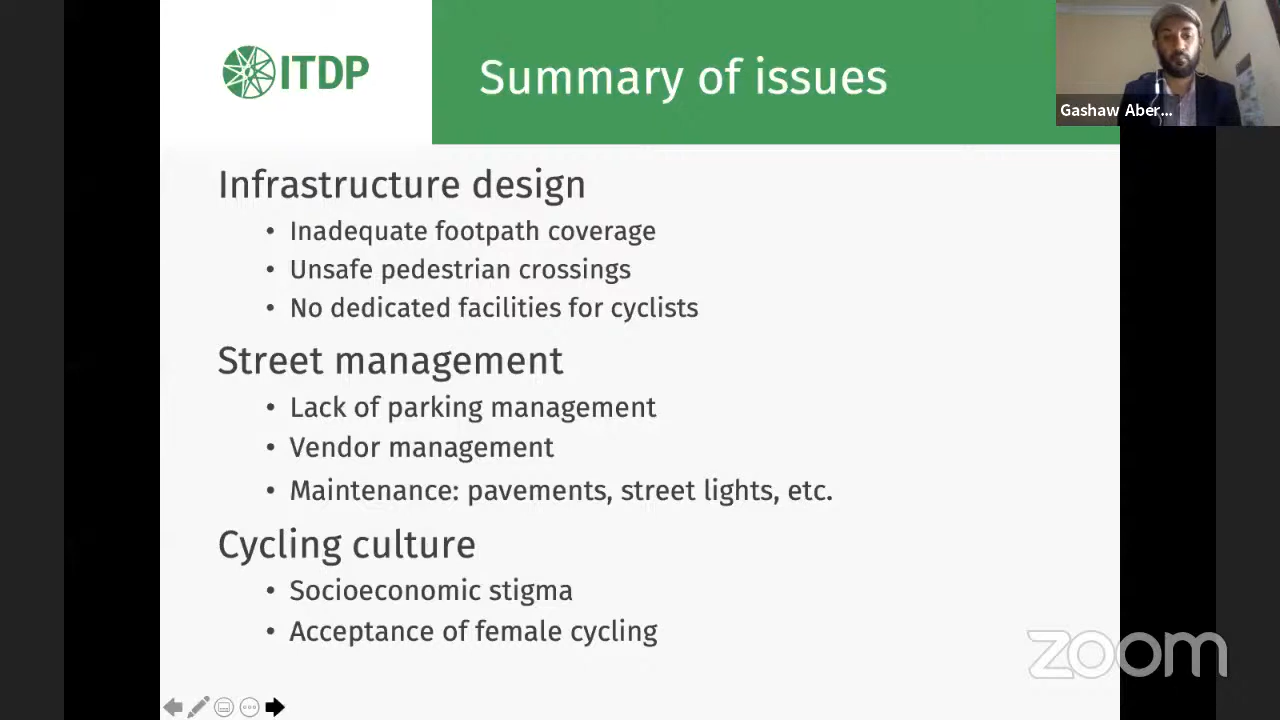 ITDP
Summary of issues
Gashaw Aber...
Infrastructure design
• Inadequate footpath coverage
• Unsafe pedestrian crossings
• No dedicated facilities for cyclists
Street management
• Lack of parking management
• Vendor management
• Maintenance: pavements, street lights, etc.
Cycling culture
• Socioeconomic stigma
• Acceptance of female cycling
zoom